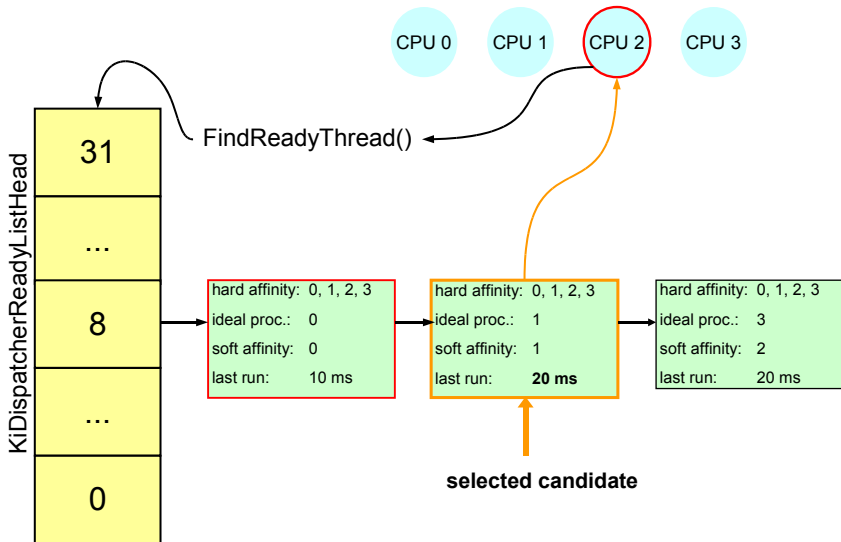 CPU 0
CPU 1
CPU 2
CPU 3
FindReadyThread()
KiDispatcherReadyListHead
31
...
8
...
0
hard affinity: 0, 1, 2, 3
ideal proc.: 0
soft affinity: 0
last run: 10 ms
hard affinity: 0, 1, 2, 3
ideal proc.: 1
soft affinity: 1
last run: 20 ms
hard affinity: 0, 1, 2, 3
ideal proc.: 3
soft affinity: 2
last run: 20 ms
selected candidate